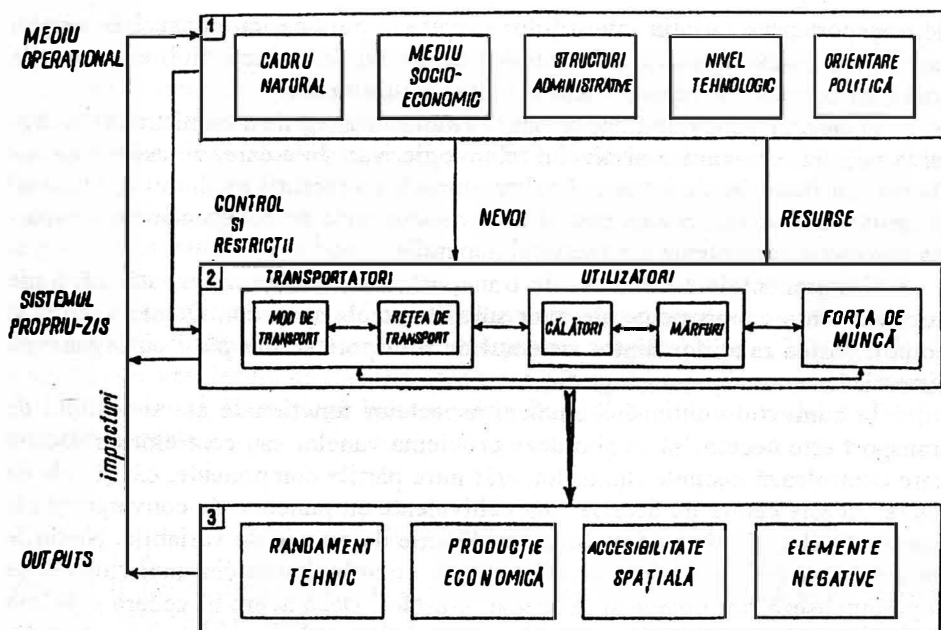 MEDIU
OPERAȚIONAL
1
CADRU
NATURAL
MEDIU
SOCIO-
ECONOMIC
STRUCTURI
ADMINISTRATIVE
NIVEL
TEHNOLOGIC
ORIENTARE
POLITICĂ
CONTROL
ȘI
RESTRICȚII
NEVOI
RESURSE
SISTEMUL
PROPRIU-ZIS
2
TRANSPORTATORI
UTILIZĂTORI
MOD DE
TRANSPORT
REȚEA DE
TRANSPORT
CĂLĂTORI
MĂRFURI
FORȚA DE
MUNCĂ
impacturi
OUTPUTS
3
RANDAMENT
TEHNIC
PRODUCȚIE
ECONOMICĂ
ACCESIBILITATE
SPAȚIALĂ
ELEMENTE
NEGATIVE